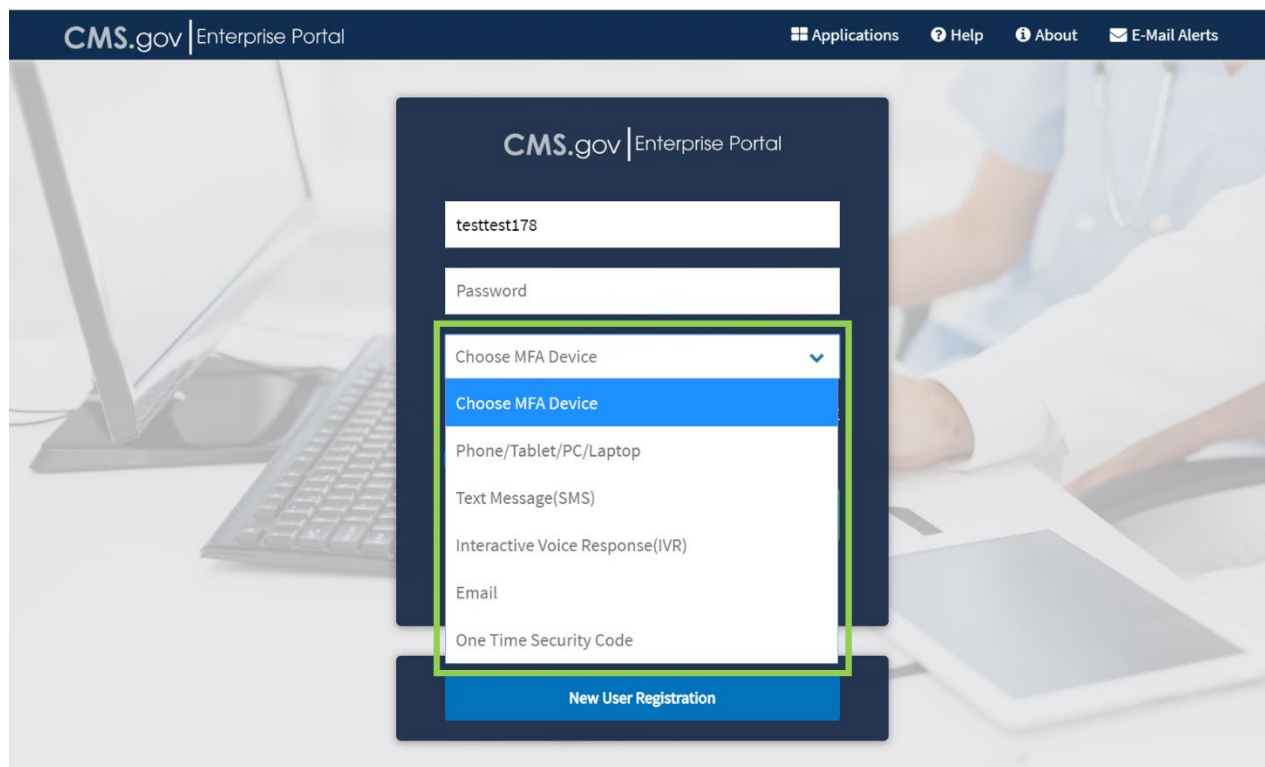 CMS.gov Enterprise Portal Applications Help About E-Mail Alerts
CMS.gov Enterprise Portal
testtest178
Password
Choose MFA Device
Choose MFA Device
Phone/Tablet/PC/Laptop
Text Message(SMS)
Interactive Voice Response(IVR)
Email
One Time Security Code
New User Registration